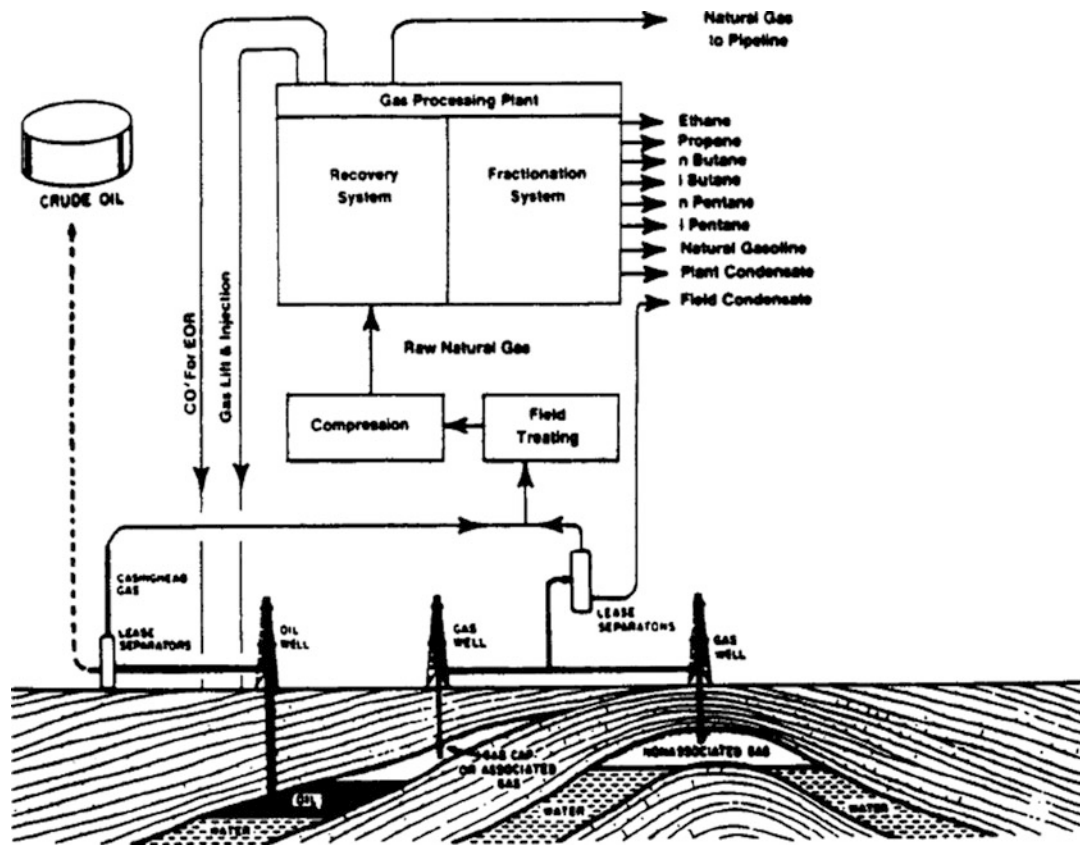 Natural Gas
to Pipeline
Gas Processing Plant
Recovery
System
Fractionation
System
Ethane
Propane
n Butane
i Butane
n Pentane
i Pentane
Natural Gasoline
Plant Condensate
Field Condensate
CRUDE OIL
CO' For EOR
Gas Lift & Injection
Raw Natural Gas
Compression
Field
Treating
CASINGHEAD
GAS
LEASE
SEPARATORS
OIL
WELL
GAS
WELL
LEASE
SEPARATORS
GAS
WELL
GAS CAP
OR ASSOCIATED
GAS
NONASSOCIATED GAS
OIL
WATER
WATER
WATER